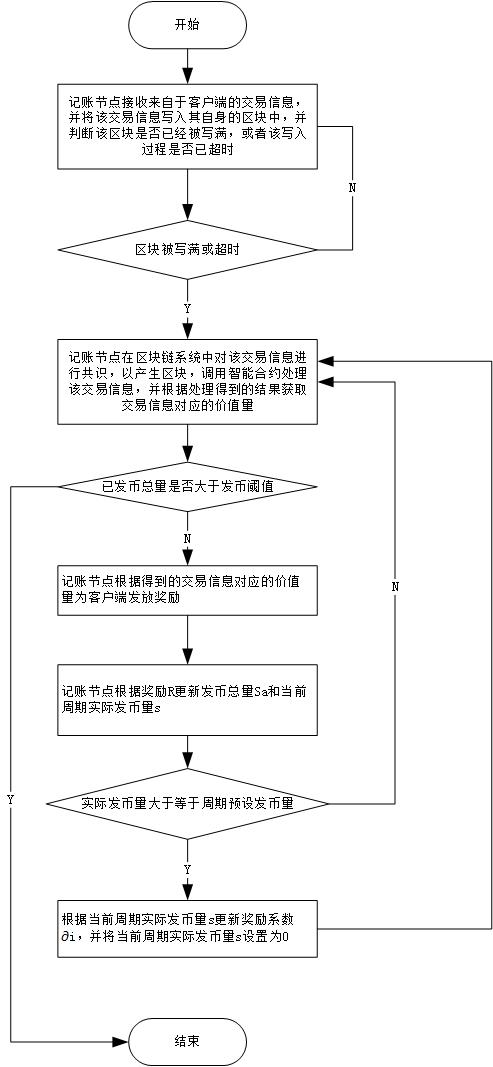 开始
记账节点接收来自于客户端的交易信息，
并将该交易信息写入其自身的区块中，并
判断该区块是否已经被写满，或者该写入
过程是否已超时
N
区块被写满或超时
Y
记账节点在区块链系统中对该交易信息进
行共识，以产生区块，调用智能合约处理
该交易信息，并根据处理得到的结果获取
交易信息对应的价值量
已发币总量是否大于发币阈值
N
记账节点根据得到的交易信息对应的价值
量为客户端发放奖励
N
记账节点根据奖励R更新发币总量Sa和当前
周期实际发币量s
Y
实际发币量大于等于周期预设发币量
Y
根据当前周期实际发币量s更新奖励系数
∂i，并将当前周期实际发币量s设置为0
结束